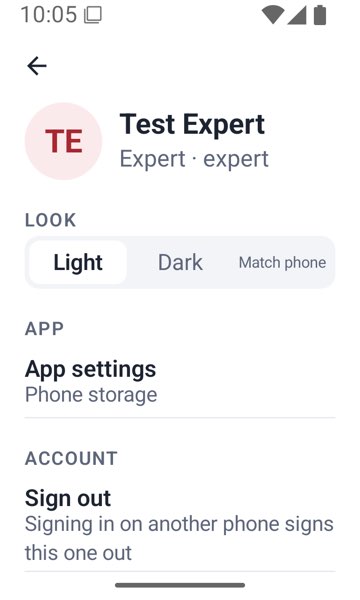 10:05
TE
Test Expert
Expert · expert
LOOK
Light Dark Match phone
APP
App settings
Phone storage
ACCOUNT
Sign out
Signing in on another phone signs
this one out